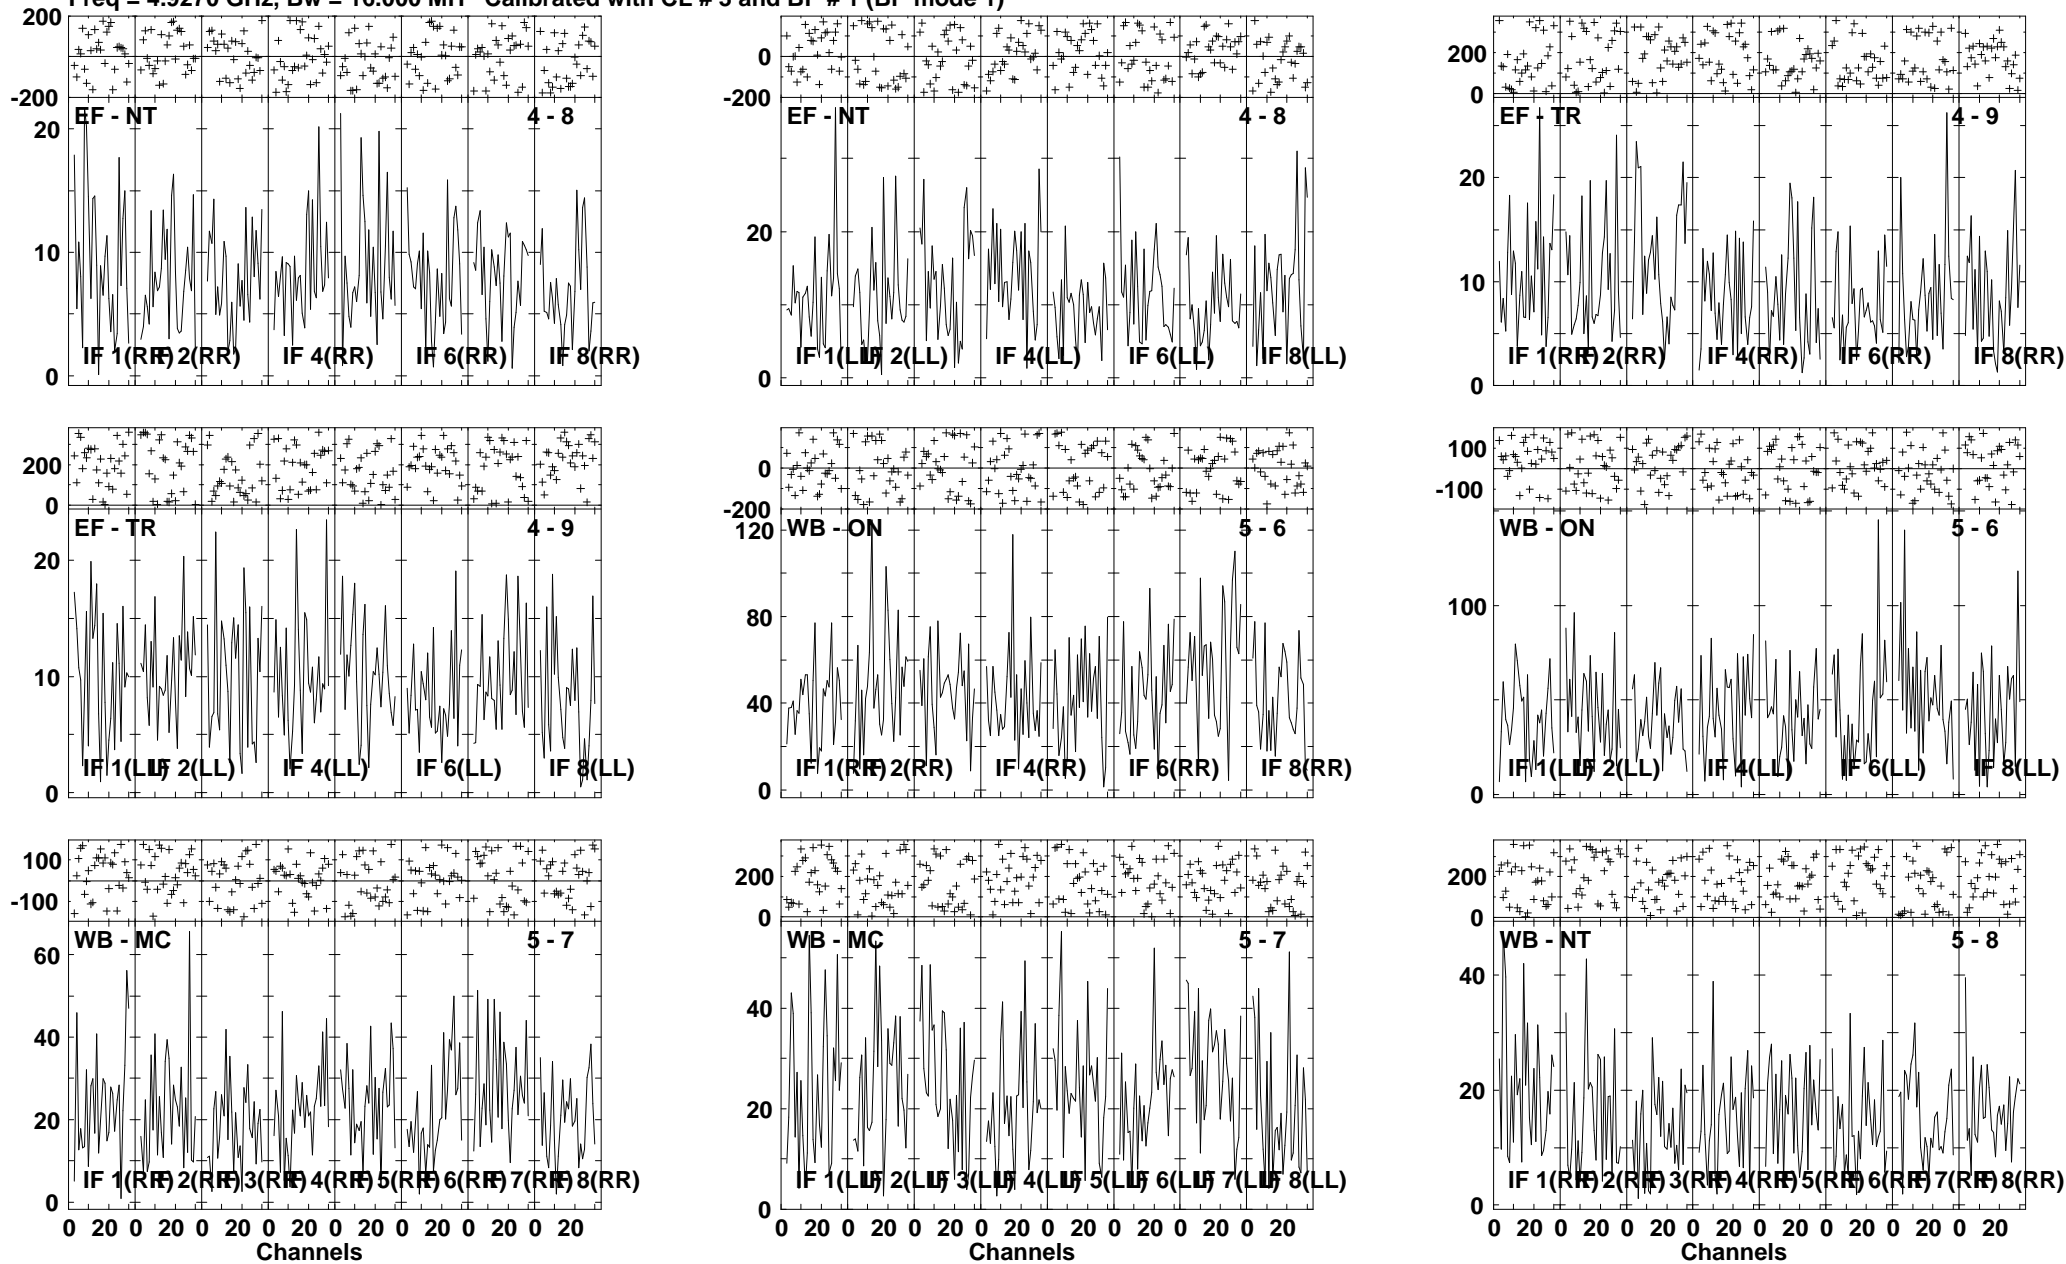 Freq = 4.9270 GHz, Bw = 16.000 MH Calibrated with CL # 3 and BP # 1 (BP mode 1)
200
-200
EF - NT 4 - 8
20
10
0
IF 1(RR) IF 2(RR) IF 4(RR) IF 6(RR) IF 8(RR)
200
0
-200
EF - NT 4 - 8
20
0
IF 1(LL) IF 2(LL) IF 4(LL) IF 6(LL) IF 8(LL)
200
0
EF - TR 4 - 9
20
10
0
IF 1(RR) IF 2(RR) IF 4(RR) IF 6(RR) IF 8(RR)
200
0
EF - TR 4 - 9
20
10
0
IF 1(LL) IF 2(LL) IF 4(LL) IF 6(LL) IF 8(LL)
200
0
-200
WB - ON 5 - 6
120
80
40
0
IF 1(RR) IF 2(RR) IF 4(RR) IF 6(RR) IF 8(RR)
100
-100
WB - ON 5 - 6
100
0
IF 1(LL) IF 2(LL) IF 4(LL) IF 6(LL) IF 8(LL)
100
-100
WB - MC 5 - 7
60
40
20
0
IF 1(RR) IF 2(RR) IF 3(RR) IF 4(RR) IF 5(RR) IF 6(RR) IF 7(RR) IF 8(RR)
0 20 0 20 0 20 0 20 0 20 0 20 0 20 0 20
Channels
200
0
WB - MC 5 - 7
40
20
0
IF 1(LL) IF 2(LL) IF 3(LL) IF 4(LL) IF 5(LL) IF 6(LL) IF 7(LL) IF 8(LL)
0 20 0 20 0 20 0 20 0 20 0 20 0 20 0 20
Channels
200
0
WB - NT 5 - 8
40
20
0
IF 1(RR) IF 2(RR) IF 3(RR) IF 4(RR) IF 5(RR) IF 6(RR) IF 7(RR) IF 8(RR)
0 20 0 20 0 20 0 20 0 20 0 20 0 20 0 20
Channels